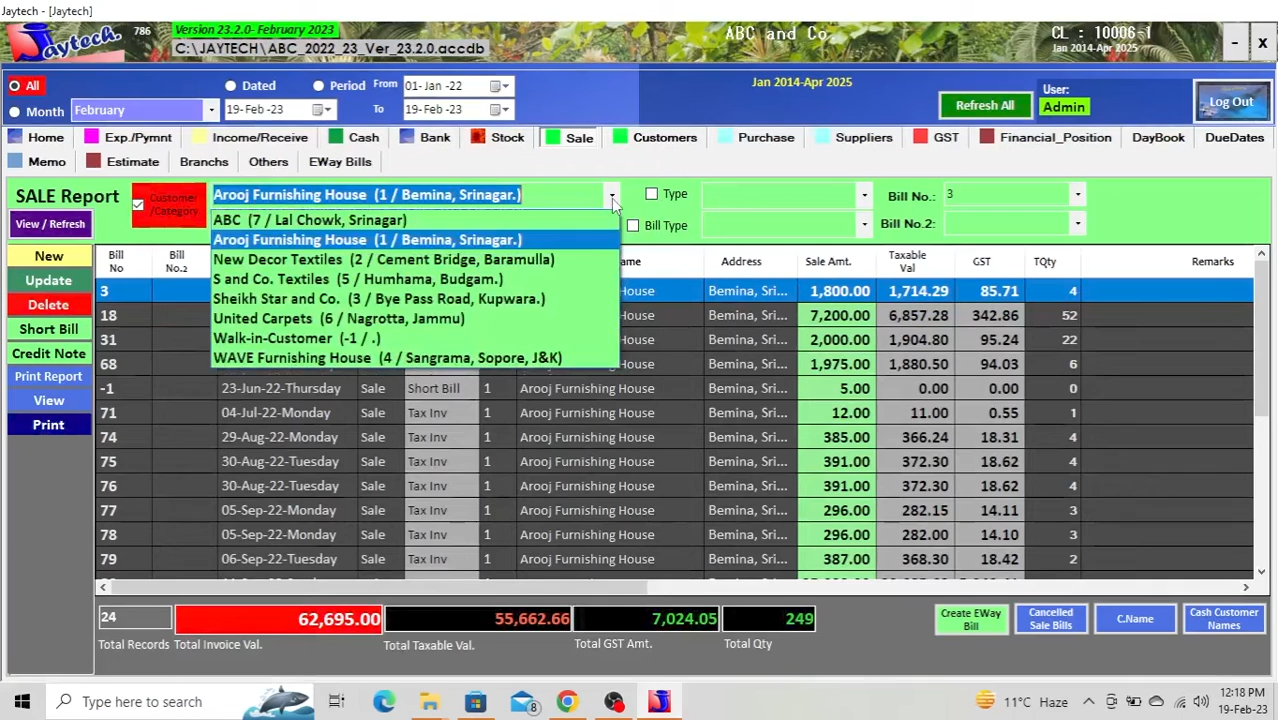 Jaytech - [Jaytech]
Jaytech. 786 Version 23.2.0- February 2023 ABC and Co. CL : 10006-1
C:\JAYTECH\ABC_2022_23_Ver_23.2.0.accdb Jan 2014-Apr 2025 - X
All Dated Period From 01- Jan -22 Jan 2014-Apr 2025 User:
Month February 19-Feb -23 To 19-Feb -23 Refresh All Admin Log Out
Home Exp./Pymnt Income/Receive Cash Bank Stock Sale Customers Purchase Suppliers GST Financial_Position DayBook DueDates
Memo Estimate Branchs Others EWay Bills
SALE Report Customer /Category Arooj Furnishing House (1 / Bemina, Srinagar.) Type Bill No.: 3
View / Refresh Bill Type Bill No.2:
ABC (7 / Lal Chowk, Srinagar)
Arooj Furnishing House (1 / Bemina, Srinagar.)
New Decor Textiles (2 / Cement Bridge, Baramulla)
S and Co. Textiles (5 / Humhama, Budgam.)
Sheikh Star and Co. (3 / Bye Pass Road, Kupwara.)
United Carpets (6 / Nagrotta, Jammu)
Walk-in-Customer (-1 / .)
WAVE Furnishing House (4 / Sangrama, Sopore, J&K)
New
Update
Delete
Short Bill
Credit Note
Print Report
View
Print
Bill No Bill No.2 Address Sale Amt. Taxable Val GST TQty Remarks
3 House Bemina, Sri... 1,800.00 1,714.29 85.71 4
18 House Bemina, Sri... 7,200.00 6,857.28 342.86 52
31 House Bemina, Sri... 2,000.00 1,904.80 95.24 22
68 House Bemina, Sri... 1,975.00 1,880.50 94.03 6
-1 23-Jun-22-Thursday Sale Short Bill 1 Arooj Furnishing House Bemina, Sri... 5.00 0.00 0.00 0
71 04-Jul-22-Monday Sale Tax Inv 1 Arooj Furnishing House Bemina, Sri... 12.00 11.00 0.55 1
74 29-Aug-22-Monday Sale Tax Inv 1 Arooj Furnishing House Bemina, Sri... 385.00 366.24 18.31 4
75 30-Aug-22-Tuesday Sale Tax Inv 1 Arooj Furnishing House Bemina, Sri... 391.00 372.30 18.62 4
76 30-Aug-22-Tuesday Sale Tax Inv 1 Arooj Furnishing House Bemina, Sri... 391.00 372.30 18.62 4
77 05-Sep-22-Monday Sale Tax Inv 1 Arooj Furnishing House Bemina, Sri... 296.00 282.15 14.11 3
78 05-Sep-22-Monday Sale Tax Inv 1 Arooj Furnishing House Bemina, Sri... 296.00 282.00 14.10 3
79 06-Sep-22-Tuesday Sale Tax Inv 1 Arooj Furnishing House Bemina, Sri... 387.00 368.30 18.42 2
24 62,695.00 55,662.66 7,024.05 249 Create EWay Bill Cancelled Sale Bills C.Name Cash Customer Names
Total Records Total Invoice Val. Total Taxable Val. Total GST Amt. Total Qty
Type here to search 8 11°C Haze 12:18 PM
19-Feb-23